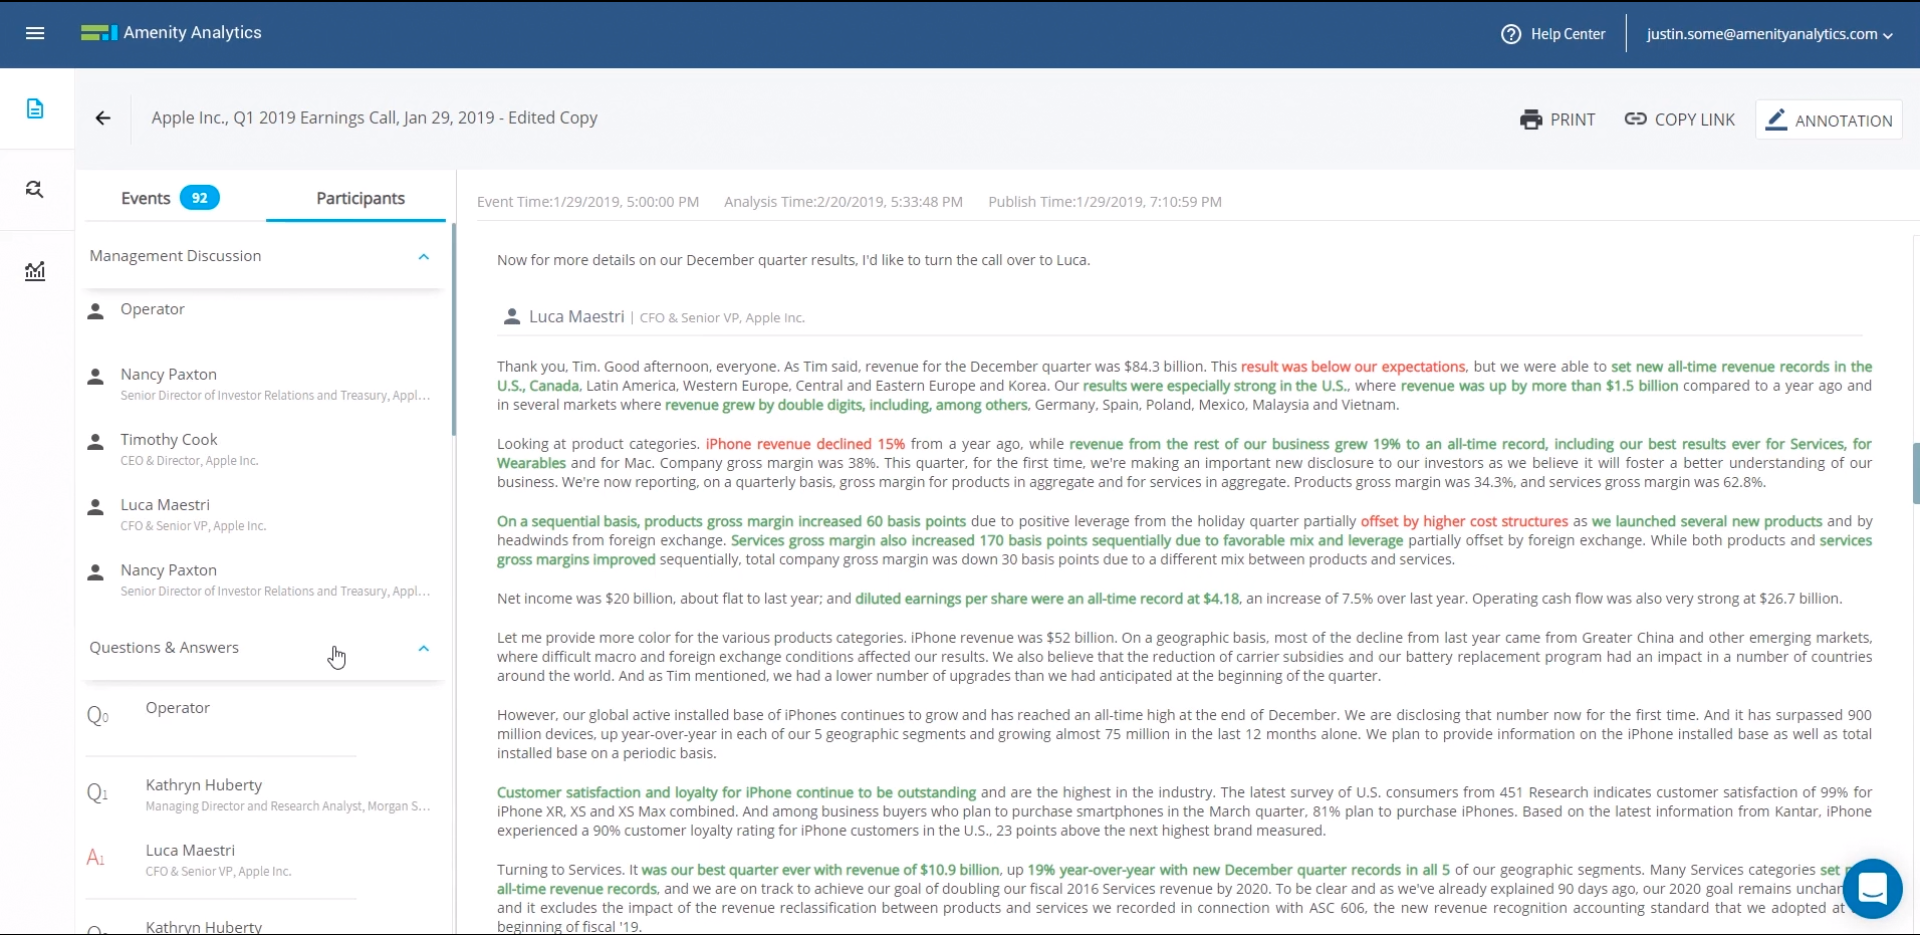 Amenity Analytics
Help Center
justin.some@amenityanalytics.com
Apple Inc., Q1 2019 Earnings Call, Jan 29, 2019 - Edited Copy
PRINT
COPY LINK
ANNOTATION
Events 92
Participants
Management Discussion
Operator
Nancy Paxton
Senior Director of Investor Relations and Treasury, Appl...
Timothy Cook
CEO & Director, Apple Inc.
Luca Maestri
CFO & Senior VP, Apple Inc.
Nancy Paxton
Senior Director of Investor Relations and Treasury, Appl...
Questions & Answers
Q0 Operator
Q1 Kathryn Huberty
Managing Director and Research Analyst, Morgan S...
A1 Luca Maestri
CFO & Senior VP, Apple Inc.
Kathryn Huberty
Event Time:1/29/2019, 5:00:00 PM Analysis Time:2/20/2019, 5:33:48 PM Publish Time:1/29/2019, 7:10:59 PM
Now for more details on our December quarter results, I'd like to turn the call over to Luca.
Luca Maestri | CFO & Senior VP, Apple Inc.
Thank you, Tim. Good afternoon, everyone. As Tim said, revenue for the December quarter was $84.3 billion. This result was below our expectations, but we were able to set new all-time revenue records in the
U.S., Canada, Latin America, Western Europe, Central and Eastern Europe and Korea. Our results were especially strong in the U.S., where revenue was up by more than $1.5 billion compared to a year ago and
in several markets where revenue grew by double digits, including, among others, Germany, Spain, Poland, Mexico, Malaysia and Vietnam.
Looking at product categories. iPhone revenue declined 15% from a year ago, while revenue from the rest of our business grew 19% to an all-time record, including our best results ever for Services, for
Wearables and for Mac. Company gross margin was 38%. This quarter, for the first time, we're making an important new disclosure to our investors as we believe it will foster a better understanding of our
business. We're now reporting, on a quarterly basis, gross margin for products in aggregate and for services in aggregate. Products gross margin was 34.3%, and services gross margin was 62.8%.
On a sequential basis, products gross margin increased 60 basis points due to positive leverage from the holiday quarter partially offset by higher cost structures as we launched several new products and by
headwinds from foreign exchange. Services gross margin also increased 170 basis points sequentially due to favorable mix and leverage partially offset by foreign exchange. While both products and services
gross margins improved sequentially, total company gross margin was down 30 basis points due to a different mix between products and services.
Net income was $20 billion, about flat to last year; and diluted earnings per share were an all-time record at $4.18, an increase of 7.5% over last year. Operating cash flow was also very strong at $26.7 billion.
Let me provide more color for the various products categories. iPhone revenue was $52 billion. On a geographic basis, most of the decline from last year came from Greater China and other emerging markets,
where difficult macro and foreign exchange conditions affected our results. We also believe that the reduction of carrier subsidies and our battery replacement program had an impact in a number of countries
around the world. And as Tim mentioned, we had a lower number of upgrades than we had anticipated at the beginning of the quarter.
However, our global active installed base of iPhones continues to grow and has reached an all-time high at the end of December. We are disclosing that number now for the first time. And it has surpassed 900
million devices, up year-over-year in each of our 5 geographic segments and growing almost 75 million in the last 12 months alone. We plan to provide information on the iPhone installed base as well as total
installed base on a periodic basis.
Customer satisfaction and loyalty for iPhone continue to be outstanding and are the highest in the industry. The latest survey of U.S. consumers from 451 Research indicates customer satisfaction of 99% for
iPhone XR, XS and XS Max combined. And among business buyers who plan to purchase smartphones in the March quarter, 81% plan to purchase iPhones. Based on the latest information from Kantar, iPhone
experienced a 90% customer loyalty rating for iPhone customers in the U.S., 23 points above the next highest brand measured.
Turning to Services. It was our best quarter ever with revenue of $10.9 billion, up 19% year-over-year with new December quarter records in all 5 of our geographic segments. Many Services categories set
all-time revenue records, and we are on track to achieve our goal of doubling our fiscal 2016 Services revenue by 2020. To be clear and as we've already explained 90 days ago, our 2020 goal remains unchan
and it excludes the impact of the revenue reclassification between products and services we recorded in connection with ASC 606, the new revenue recognition accounting standard that we adopted at
beginning of fiscal '19.